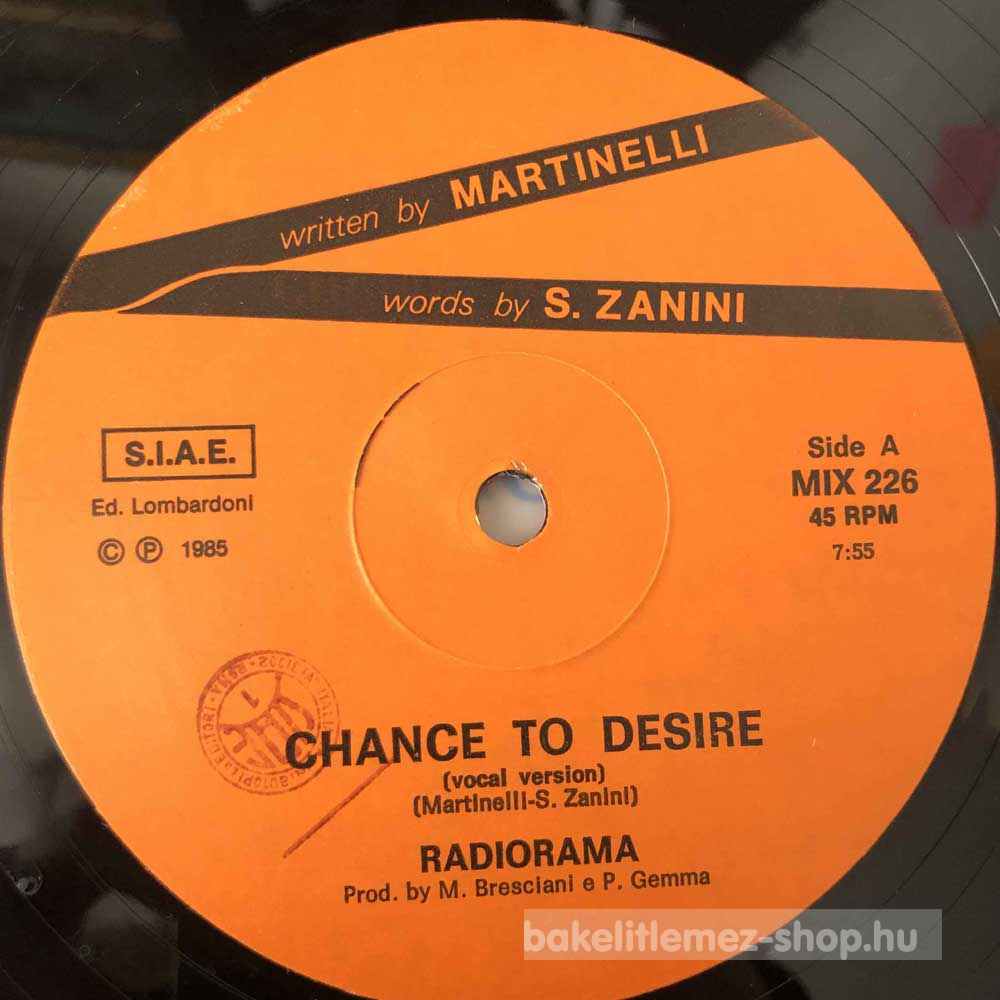 written by MARTINELLI
words by S. ZANINI
S.I.A.E.
Ed. Lombardoni
© ℗ 1985
Side A
MIX 226
45 RPM
7:55
CHANCE TO DESIRE
(vocal version)
(Martinelli-S. Zanini)
RADIORAMA
Prod. by M. Bresciani e P. Gemma
bakelitlemez-shop.hu